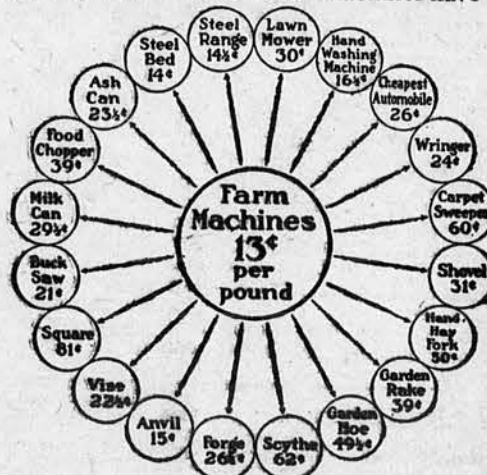 Farm
Machines
13¢
per
pound
Lawn
Mower
30¢
Hand
Washing
Machine
16½¢
Cheapest
Automobile
26¢
Wringer
24¢
Carpet
Sweeper
60¢
Shovel
31¢
Hand
Hay
Fork
50¢
Garden
Rake
39¢
Garden
Hoe
49½¢
Scythe
62¢
Forge
Anvil
15¢
Vise
22½¢
Square
81¢
Buck
Saw
21¢
Milk
Can
29½¢
Food
Chopper
39¢
Ash
Can
23½¢
Steel
Bed
14¢
Steel
Range
14½¢